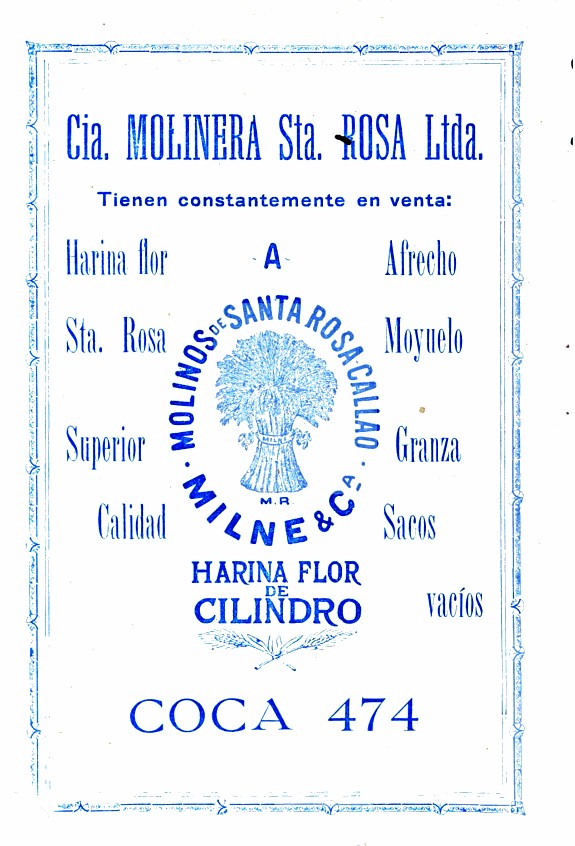 Cia. MOLINERA Sta. ROSA Ltda.
Tienen constantemente en venta:
Harina flor
Sta. Rosa
Superior
Calidad
- A -
MOLINOS DE SANTA ROSA CALLAO
MILNE
M.R.
· MILNE & CA. ·
HARINA FLOR
DE
CILINDRO
Afrecho
Moyuelo
Granza
Sacos
vacíos
COCA 474